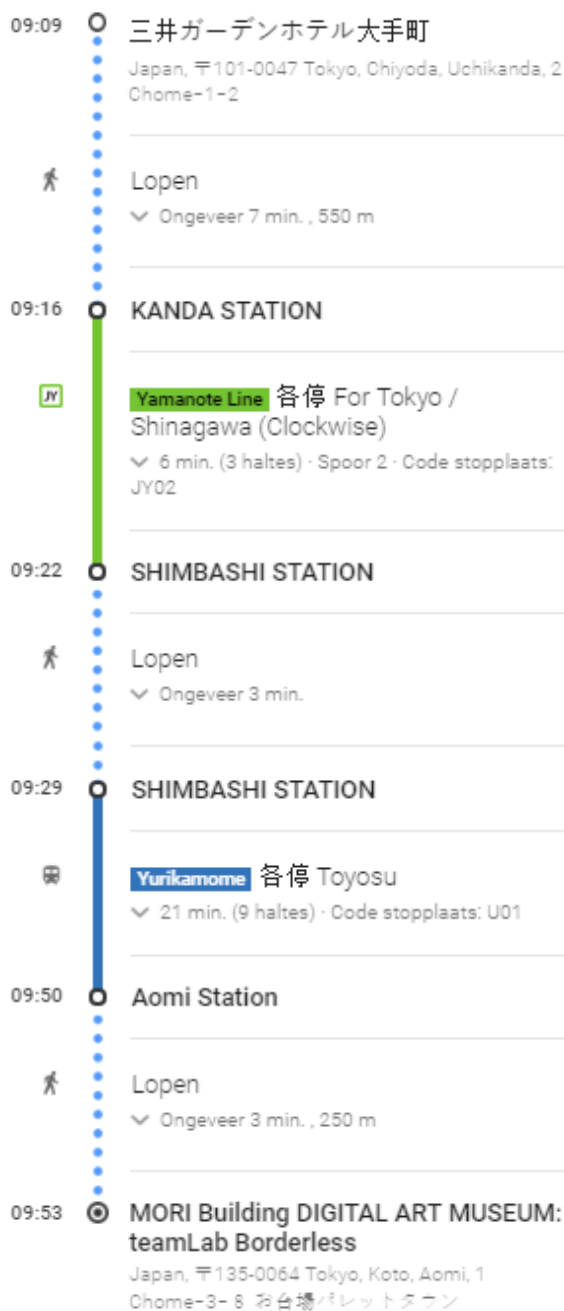 09:09 三井ガーデンホテル大手町
Japan, 〒101-0047 Tokyo, Chiyoda, Uchikanda, 2
Chome-1-2
Lopen
Ongeveer 7 min. , 550 m
09:16 KANDA STATION
JY Yamanote Line 各停 For Tokyo /
Shinagawa (Clockwise)
6 min. (3 haltes) · Spoor 2 · Code stopplaats:
JY02
09:22 SHIMBASHI STATION
Lopen
Ongeveer 3 min.
09:29 SHIMBASHI STATION
Yurikamome 各停 Toyosu
21 min. (9 haltes) · Code stopplaats: U01
09:50 Aomi Station
Lopen
Ongeveer 3 min. , 250 m
09:53 MORI Building DIGITAL ART MUSEUM:
teamLab Borderless
Japan, 〒135-0064 Tokyo, Koto, Aomi, 1
Chome-3-8 お台場パレットタウン